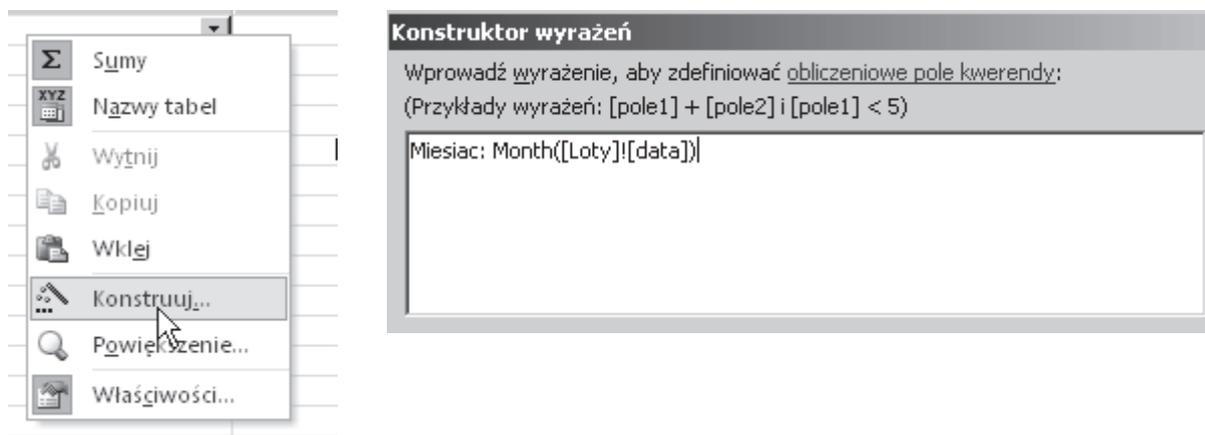 Σ Sumy
XYZ Nazwy tabel
Wytnij
Kopiuj
Wklej
Konstruuj...
Powiększenie...
Właściwości...
Konstruktor wyrażeń
Wprowadź wyrażenie, aby zdefiniować obliczeniowe pole kwerendy:
(Przykłady wyrażeń: [pole1] + [pole2] i [pole1] < 5)
Miesiac: Month([Loty]![data])